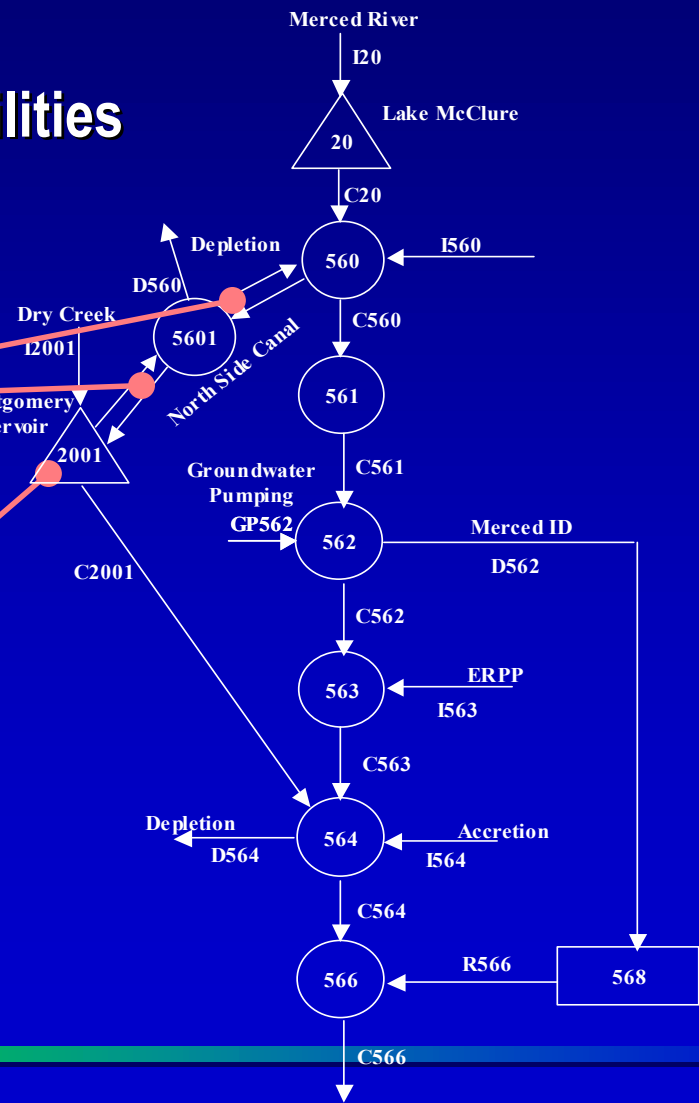 Merced River
I20
lities
Lake McClure
20
C20
Depletion
I560
560
D560
Dry Creek
C560
5601
I2001
North Side Canal
561
tgomery
rvoir
2001
C561
Groundwater
Pumping
GP562
Merced ID
562
D562
C2001
C562
ERPP
563
I563
C563
Depletion
Accretion
564
D564
I564
C564
R566
566
568
C566